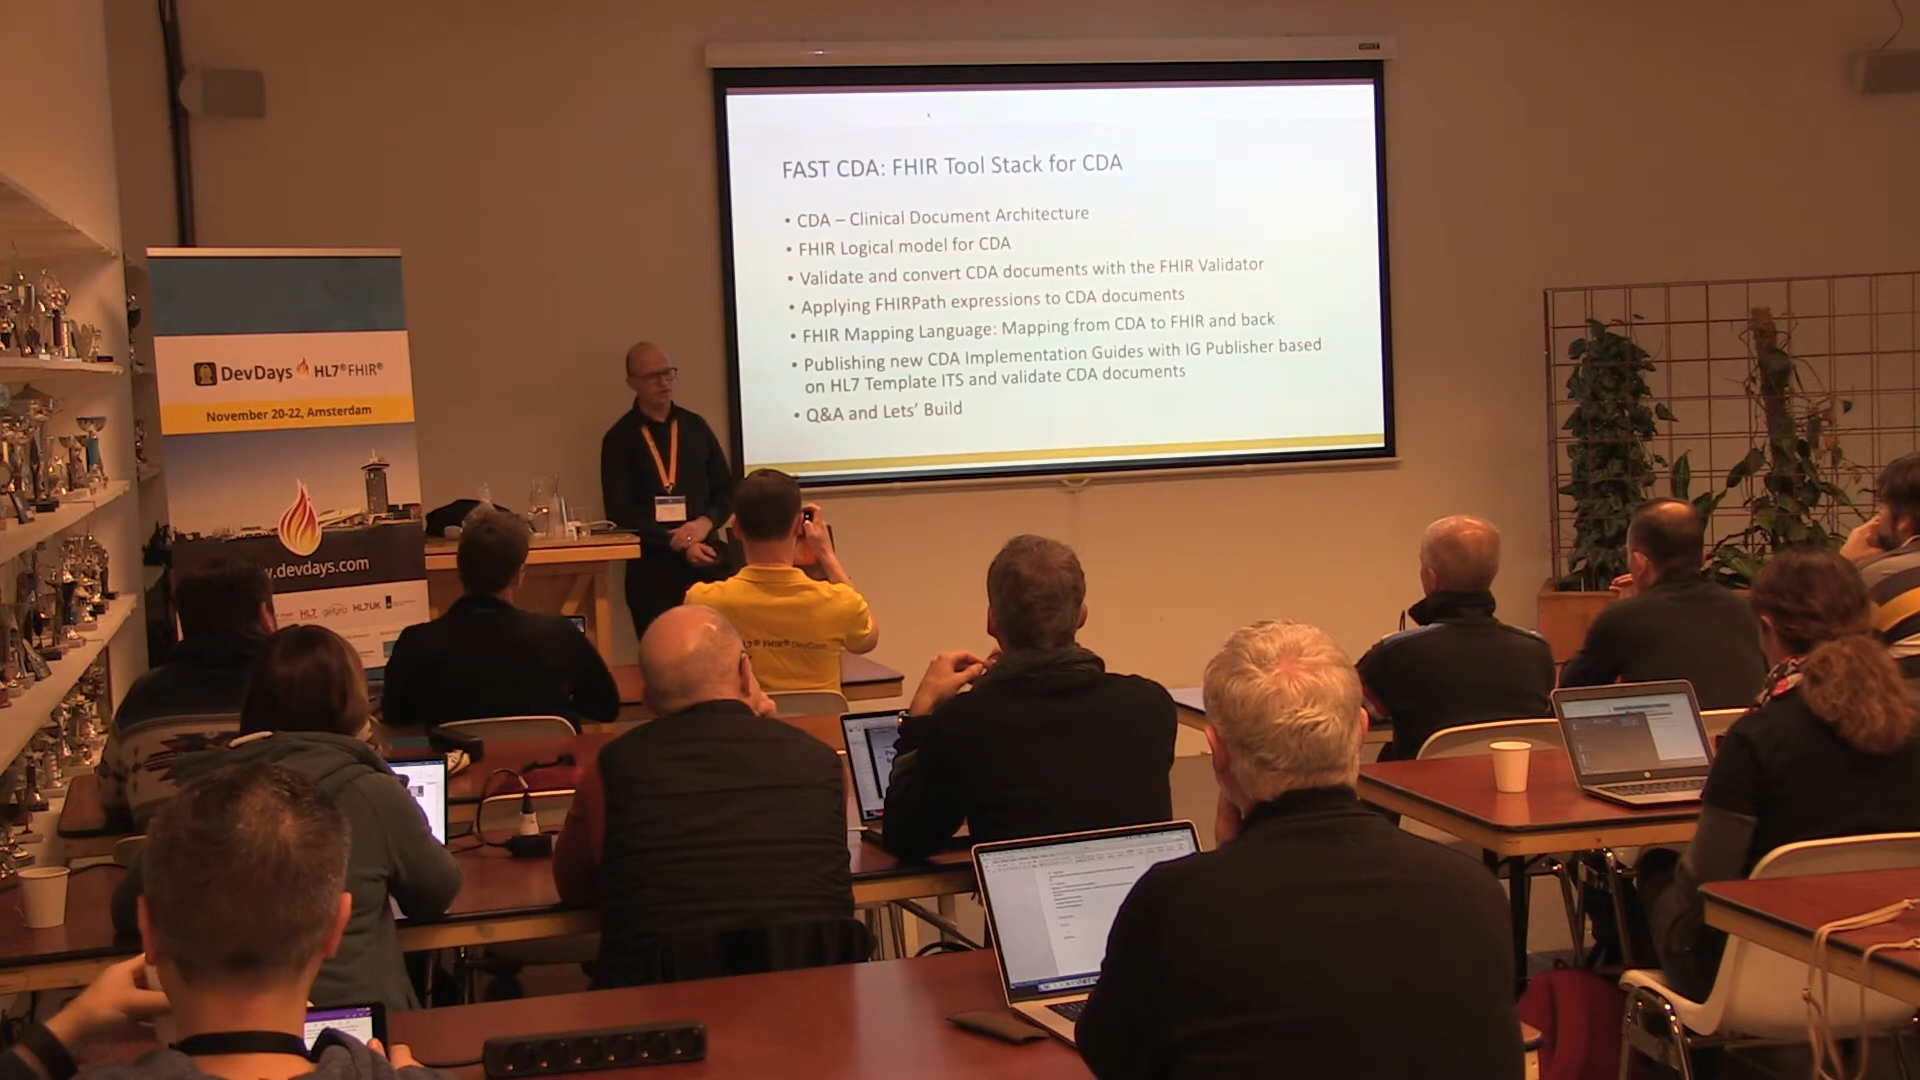 FAST CDA: FHIR Tool Stack for CDA
• CDA – Clinical Document Architecture
• FHIR Logical model for CDA
• Validate and convert CDA documents with the FHIR Validator
• Applying FHIRPath expressions to CDA documents
• FHIR Mapping Language: Mapping from CDA to FHIR and back
• Publishing new CDA Implementation Guides with IG Publisher based
on HL7 Template ITS and validate CDA documents
• Q&A and Lets' Build
DevDays HL7® FHIR®
November 20-22, Amsterdam
.devdays.com
HL7 HL7UK
7® FHIR® DevDays